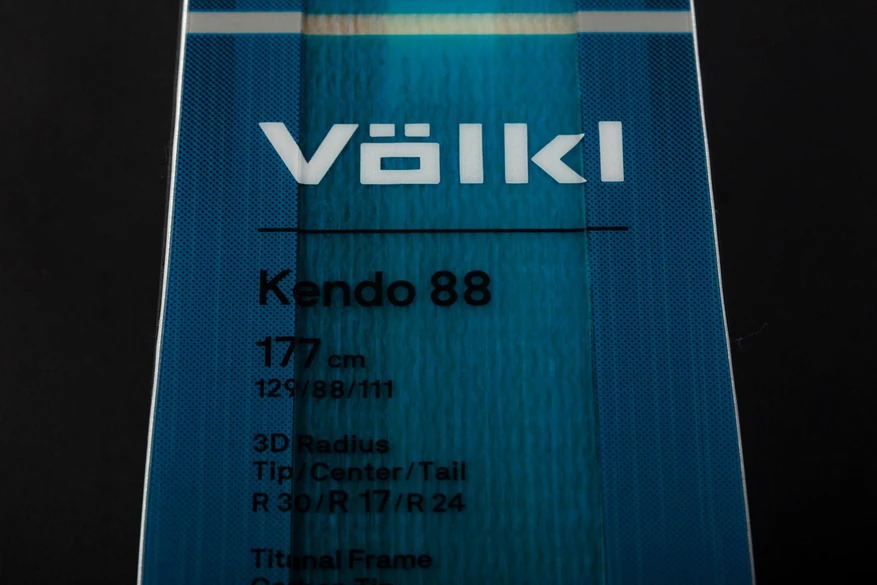 Völkl
Kendo 88
177 cm
129/88/111
3D Radius
Tip/Center/Tail
R 30/R 17/R 24
Titanal Frame